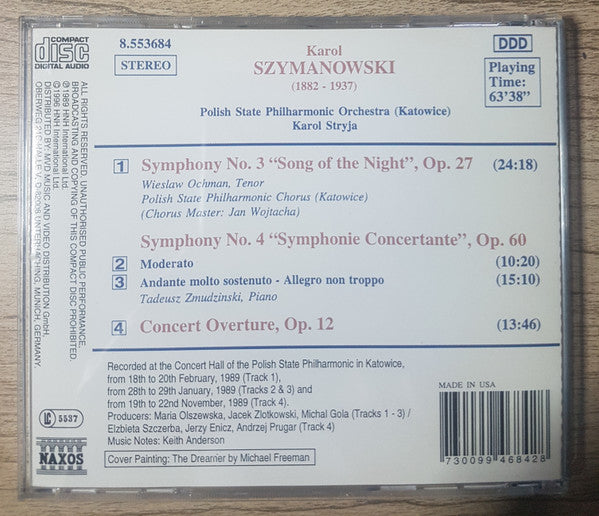 COMPACT
disc
DIGITAL AUDIO
8.553684
STEREO
Karol
SZYMANOWSKI
(1882 - 1937)
DDD
Playing
Time:
63'38"
Polish State Philharmonic Orchestra (Katowice)
Karol Stryja
1 Symphony No. 3 “Song of the Night”, Op. 27 (24:18)
Wieslaw Ochman, Tenor
Polish State Philharmonic Chorus (Katowice)
(Chorus Master: Jan Wojtacha)
Symphony No. 4 “Symphonie Concertante”, Op. 60
2 Moderato (10:20)
3 Andante molto sostenuto - Allegro non troppo (15:10)
Tadeusz Zmudzinski, Piano
4 Concert Overture, Op. 12 (13:46)
Recorded at the Concert Hall of the Polish State Philharmonic in Katowice,
from 18th to 20th February, 1989 (Track 1),
from 28th to 29th January, 1989 (Tracks 2 & 3) and
from 19th to 22nd November, 1989 (Track 4).
Producers: Maria Olszewska, Jacek Zlotkowski, Michal Gola (Tracks 1 - 3) /
Elzbieta Szczerba, Jerzy Enicz, Andrzej Prugar (Track 4)
Music Notes: Keith Anderson
Cover Painting: The Dreamer by Michael Freeman
MADE IN USA
7 30099 46842 8
ALL RIGHTS RESERVED. UNAUTHORISED PUBLIC PERFORMANCE,
BROADCASTING AND COPYING OF THIS COMPACT DISC PROHIBITED.
℗ 1989 HNH International Ltd.
© 1996 HNH International Ltd.
DISTRIBUTED BY: MVD MUSIC AND VIDEO DISTRIBUTION GmbH,
UNTERHACHING, MUNICH, GERMANY.
LC 5537
NAXOS